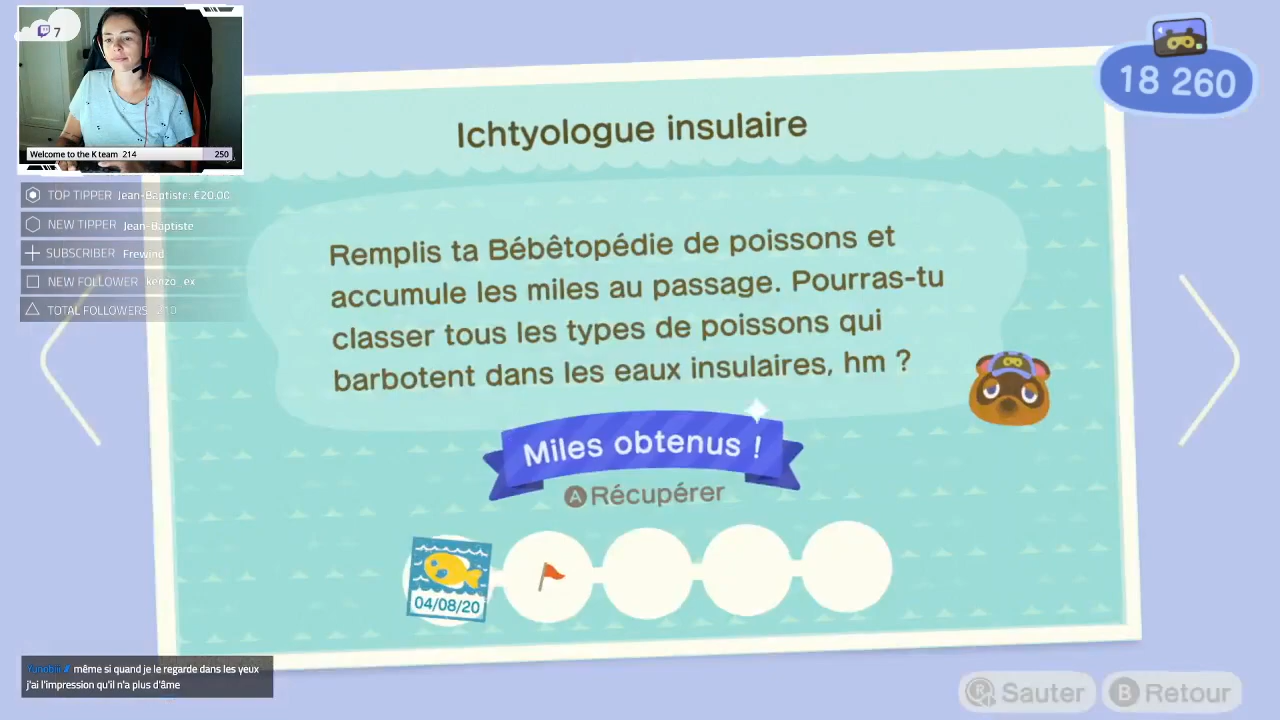 7
Welcome to the K team 214 250
TOP TIPPER Jean-Baptiste: €20.00
NEW TIPPER Jean-Baptiste
SUBSCRIBER Frewind
NEW FOLLOWER kenzo_ex
TOTAL FOLLOWERS 210
18 260
Ichtyologue insulaire
Remplis ta Bébêtopédie de poissons et
accumule les miles au passage. Pourras-tu
classer tous les types de poissons qui
barbotent dans les eaux insulaires, hm ?
Miles obtenus !
A Récupérer
04/08/20
même si quand je le regarde dans les yeux
j'ai l'impression qu'il n'a plus d'âme
R Sauter
B Retour